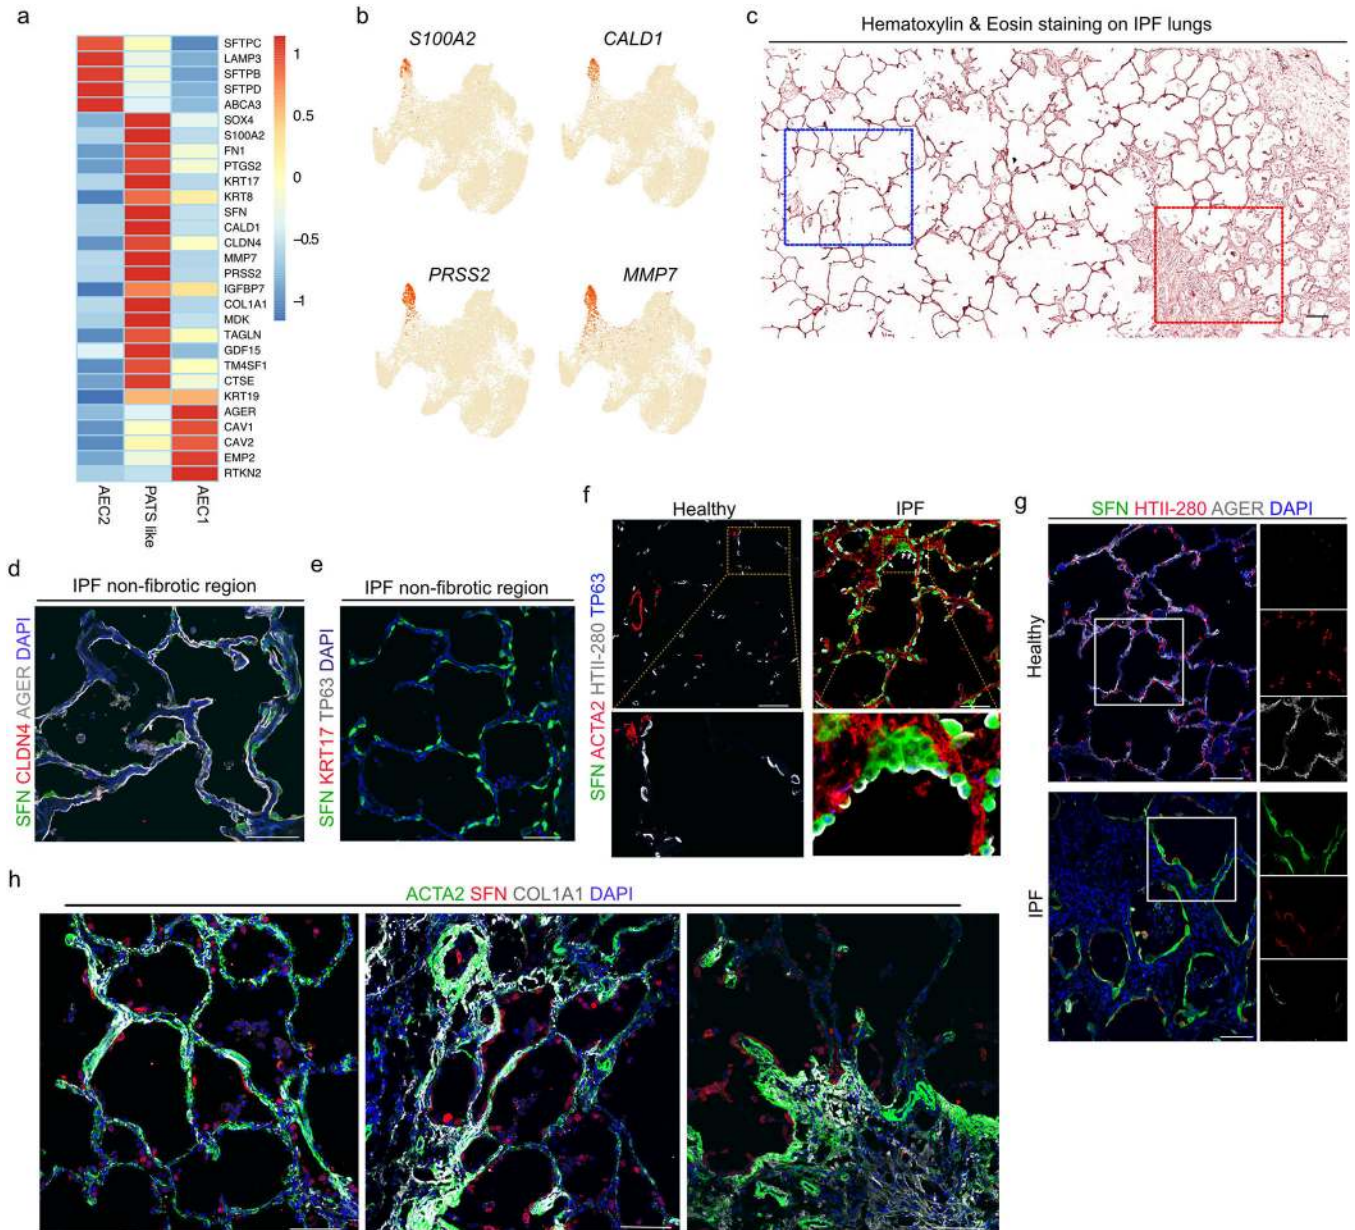 a
SFTPC
LAMP3
SFTPB
SFTPD
ABCA3
SOX4
S100A2
FN1
PTGS2
KRT17
KRT8
SFN
CALD1
CLDN4
MMP7
PRSS2
IGFBP7
COL1A1
MDK
TAGLN
GDF15
TM4SF1
CTSE
KRT19
AGER
CAV1
CAV2
EMP2
RTKN2
1
0.5
0
−0.5
−1
AEC2
PATS like
AEC1
b
S100A2
CALD1
PRSS2
MMP7
c
Hematoxylin & Eosin staining on IPF lungs
d
IPF non-fibrotic region
SFN CLDN4 AGER DAPI
e
IPF non-fibrotic region
SFN KRT17 TP63 DAPI
f
Healthy
IPF
SFN ACTA2 HTII-280 TP63
g
SFN HTII-280 AGER DAPI
Healthy
IPF
h
ACTA2 SFN COL1A1 DAPI